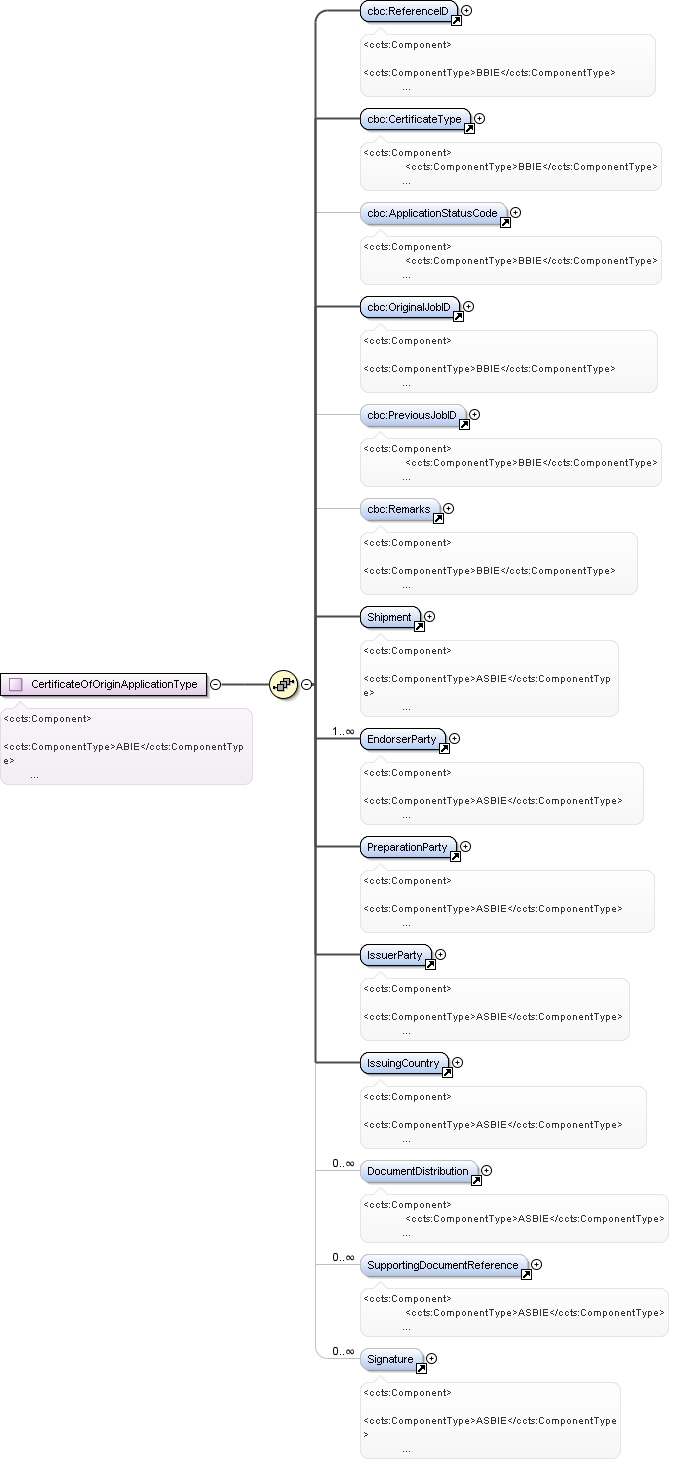 cbc:ReferenceID
<ccts:Component>
<ccts:ComponentType>BBIE</ccts:ComponentType>
...
cbc:CertificateType
<ccts:Component>
<ccts:ComponentType>BBIE</ccts:ComponentType>
...
cbc:ApplicationStatusCode
<ccts:Component>
<ccts:ComponentType>BBIE</ccts:ComponentType>
...
cbc:OriginalJobID
<ccts:Component>
<ccts:ComponentType>BBIE</ccts:ComponentType>
...
cbc:PreviousJobID
<ccts:Component>
<ccts:ComponentType>BBIE</ccts:ComponentType>
...
cbc:Remarks
<ccts:Component>
<ccts:ComponentType>BBIE</ccts:ComponentType>
...
Shipment
<ccts:Component>
<ccts:ComponentType>ASBIE</ccts:ComponentTyp
e>
...
CertificateOfOriginApplicationType
<ccts:Component>
<ccts:ComponentType>ABIE</ccts:ComponentTyp
e>
...
1..∞
EndorserParty
<ccts:Component>
<ccts:ComponentType>ASBIE</ccts:ComponentType>
...
PreparationParty
<ccts:Component>
<ccts:ComponentType>ASBIE</ccts:ComponentType>
...
IssuerParty
<ccts:Component>
<ccts:ComponentType>ASBIE</ccts:ComponentType>
...
IssuingCountry
<ccts:Component>
<ccts:ComponentType>ASBIE</ccts:ComponentType>
...
0..∞
DocumentDistribution
<ccts:Component>
<ccts:ComponentType>ASBIE</ccts:ComponentType>
...
0..∞
SupportingDocumentReference
<ccts:Component>
<ccts:ComponentType>ASBIE</ccts:ComponentType>
...
0..∞
Signature
<ccts:Component>
<ccts:ComponentType>ASBIE</ccts:ComponentType
>
...